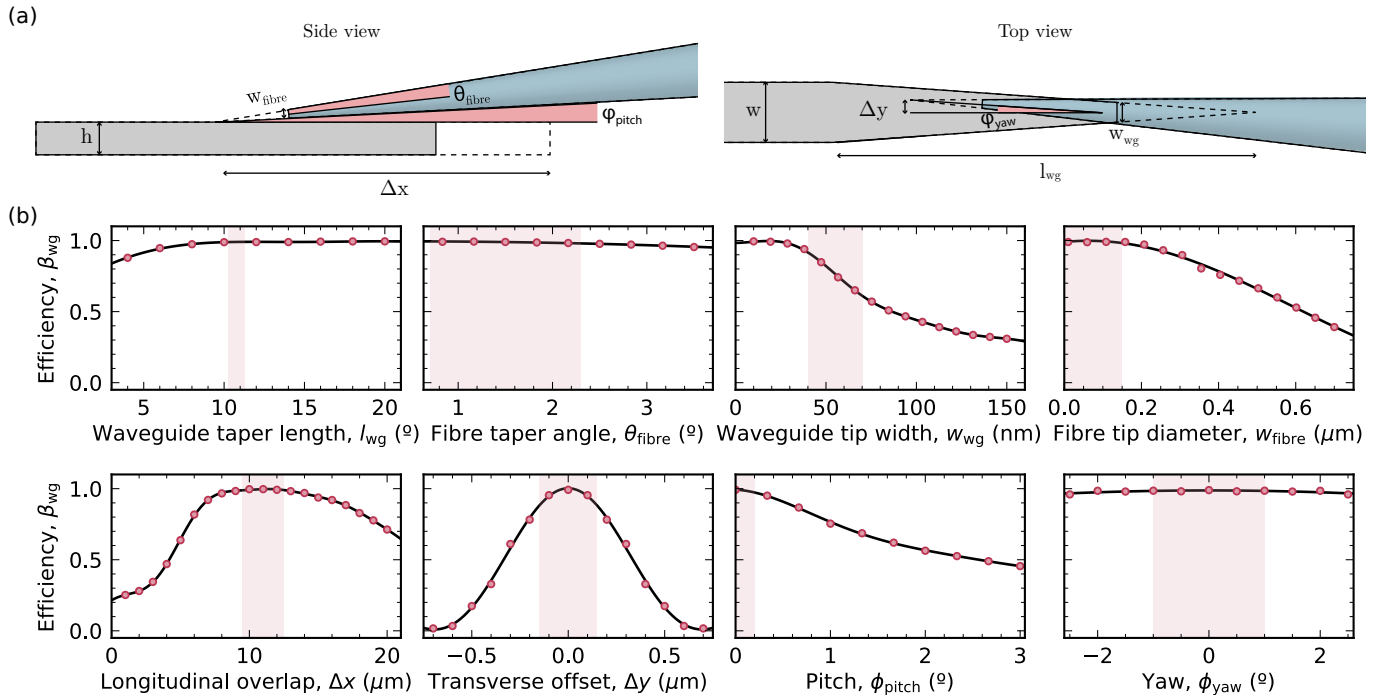 (a)
Side view
Top view
w_fibre
θ_fibre
φ_pitch
h
Δx
w
Δy
φ_yaw
w_wg
l_wg
(b)
Efficiency, β_wg
1.0
0.5
0.0
5 10 15 20
Waveguide taper length, l_wg (º)
1 2 3
Fibre taper angle, θ_fibre (º)
0 50 100 150
Waveguide tip width, w_wg (nm)
0.0 0.2 0.4 0.6
Fibre tip diameter, w_fibre (μm)
Efficiency, β_wg
1.0
0.5
0.0
0 10 20
Longitudinal overlap, Δx (μm)
−0.5 0.0 0.5
Transverse offset, Δy (μm)
0 1 2 3
Pitch, ϕ_pitch (º)
−2 0 2
Yaw, ϕ_yaw (º)